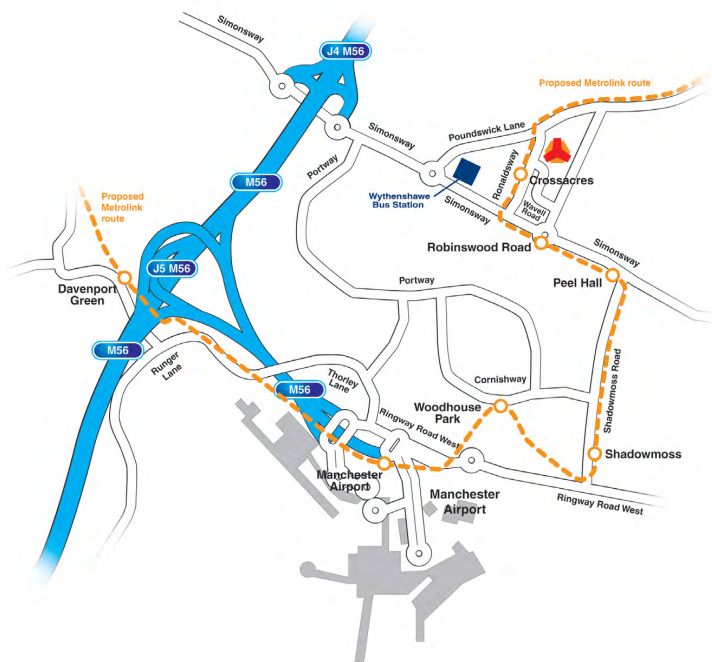 Simonsway
J4 M56
Proposed Metrolink route
Poundswick Lane
Simonsway
Portway
M56
Ronaldsway
Crossacres
Wythenshawe
Bus Station
Proposed
Metrolink
route
Simonsway
Wavell
Road
Robinswood Road
Simonsway
J5 M56
Peel Hall
Davenport
Green
Portway
M56
Runger
Lane
Thorley
Lane
M56
Cornishway
Shadowmoss Road
Woodhouse
Park
Ringway Road West
Shadowmoss
Manchester
Airport
Manchester
Airport
Ringway Road West